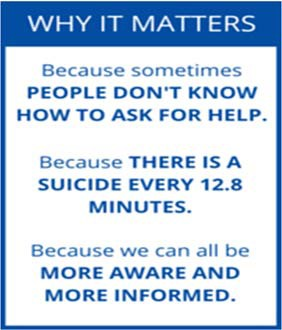 WHY IT MATTERS
Because sometimes
PEOPLE DON'T KNOW
HOW TO ASK FOR HELP.
Because THERE IS A
SUICIDE EVERY 12.8
MINUTES.
Because we can all be
MORE AWARE AND
MORE INFORMED.